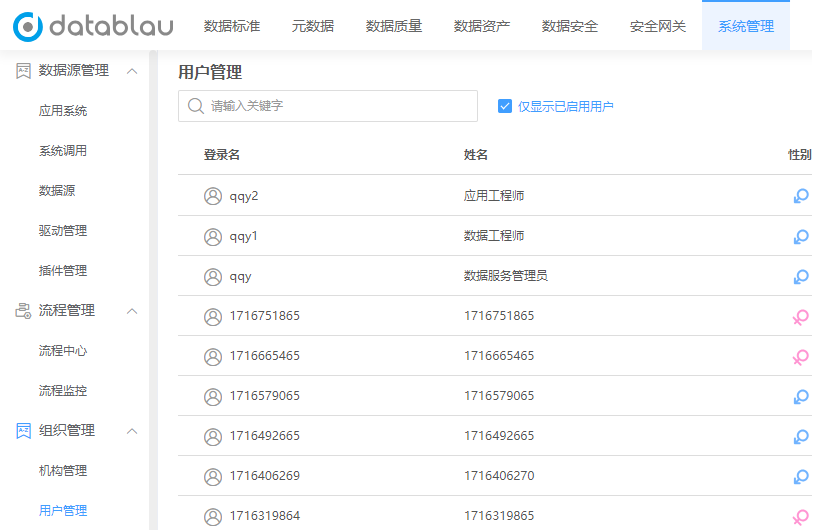 datablau 数据标准 元数据 数据质量 数据资产 数据安全 安全网关 系统管理
数据源管理
应用系统
系统调用
数据源
驱动管理
插件管理
流程管理
流程中心
流程监控
组织管理
机构管理
用户管理
用户管理
请输入关键字 仅显示已启用用户
登录名 姓名 性别
qqy2 应用工程师
qqy1 数据工程师
qqy 数据服务管理员
1716751865 1716751865
1716665465 1716665465
1716579065 1716579065
1716492665 1716492665
1716406269 1716406270
1716319864 1716319865